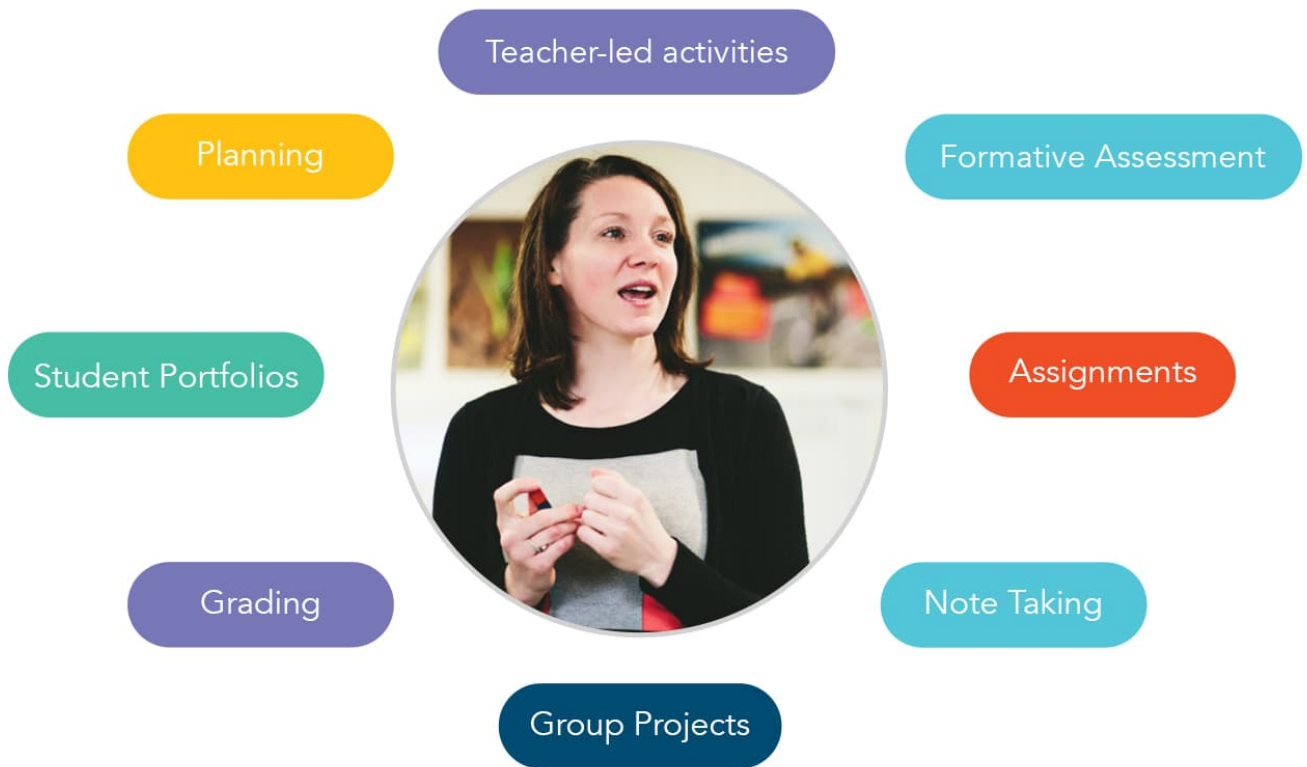 Teacher-led activities
Planning
Formative Assessment
Student Portfolios
Assignments
Grading
Note Taking
Group Projects